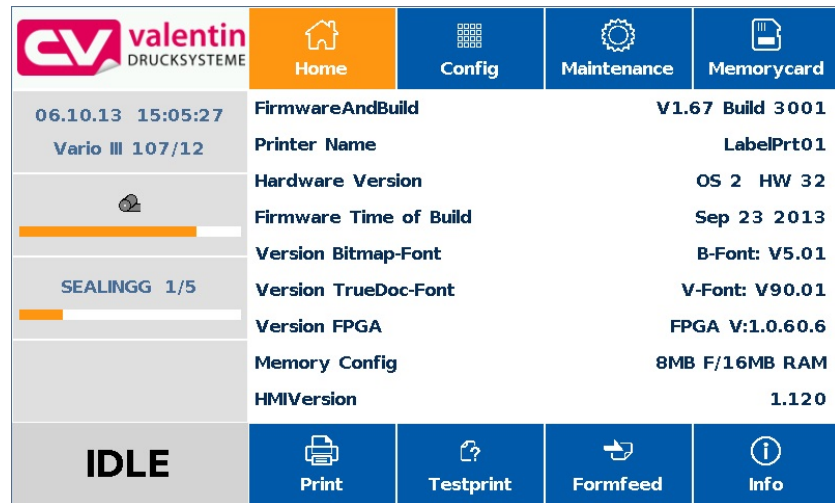 valentin
DRUCKSYSTEME
Home
Config
Maintenance
Memorycard
06.10.13 15:05:27
Vario III 107/12
SEALINGG 1/5
IDLE
FirmwareAndBuild V1.67 Build 3001
Printer Name LabelPrt01
Hardware Version OS 2 HW 32
Firmware Time of Build Sep 23 2013
Version Bitmap-Font B-Font: V5.01
Version TrueDoc-Font V-Font: V90.01
Version FPGA FPGA V:1.0.60.6
Memory Config 8MB F/16MB RAM
HMIVersion 1.120
Print
Testprint
Formfeed
Info